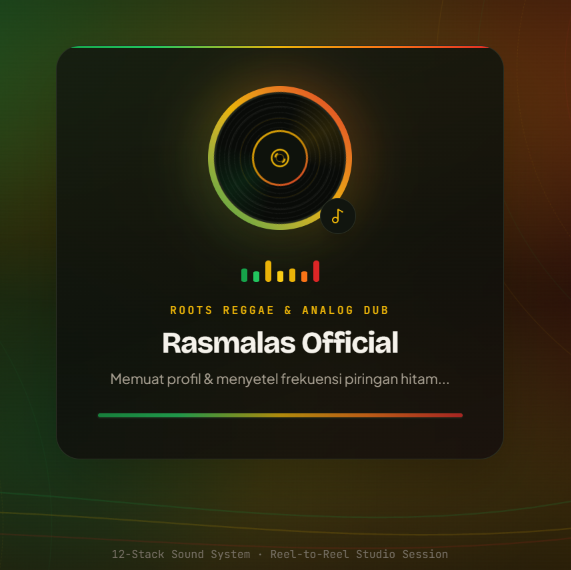 ROOTS REGGAE & ANALOG DUB
Rasmalas Official
Memuat profil & menyetel frekuensi piringan hitam...
12-Stack Sound System · Reel-to-Reel Studio Session